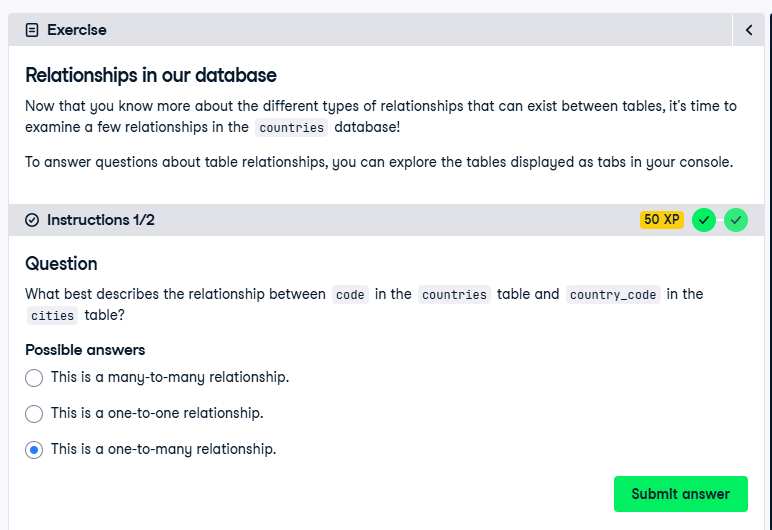 Exercise
Relationships in our database
Now that you know more about the different types of relationships that can exist between tables, it's time to
examine a few relationships in the countries database!
To answer questions about table relationships, you can explore the tables displayed as tabs in your console.
Instructions 1/2
50 XP
Question
What best describes the relationship between code in the countries table and country_code in the
cities table?
Possible answers
This is a many-to-many relationship.
This is a one-to-one relationship.
This is a one-to-many relationship.
Submit answer